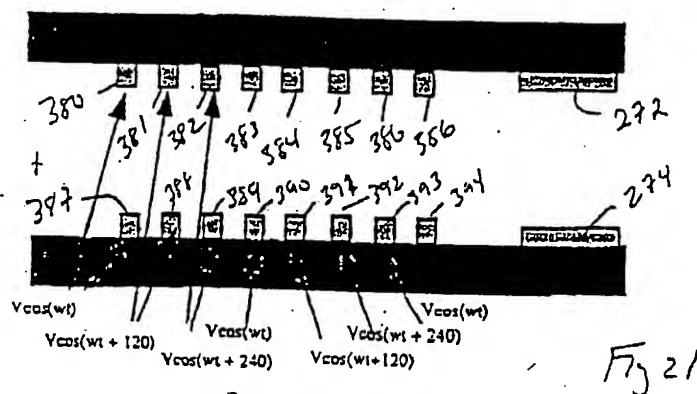 380 381 382 383 384 385 386 386 272
+
387 388 389 390 397 392 393 394 274
Vcos(wt) Vcos(wt + 120) Vcos(wt + 240) Vcos(wt) Vcos(wt+120) Vcos(wt + 240) Vcos(wt)
Fig 21